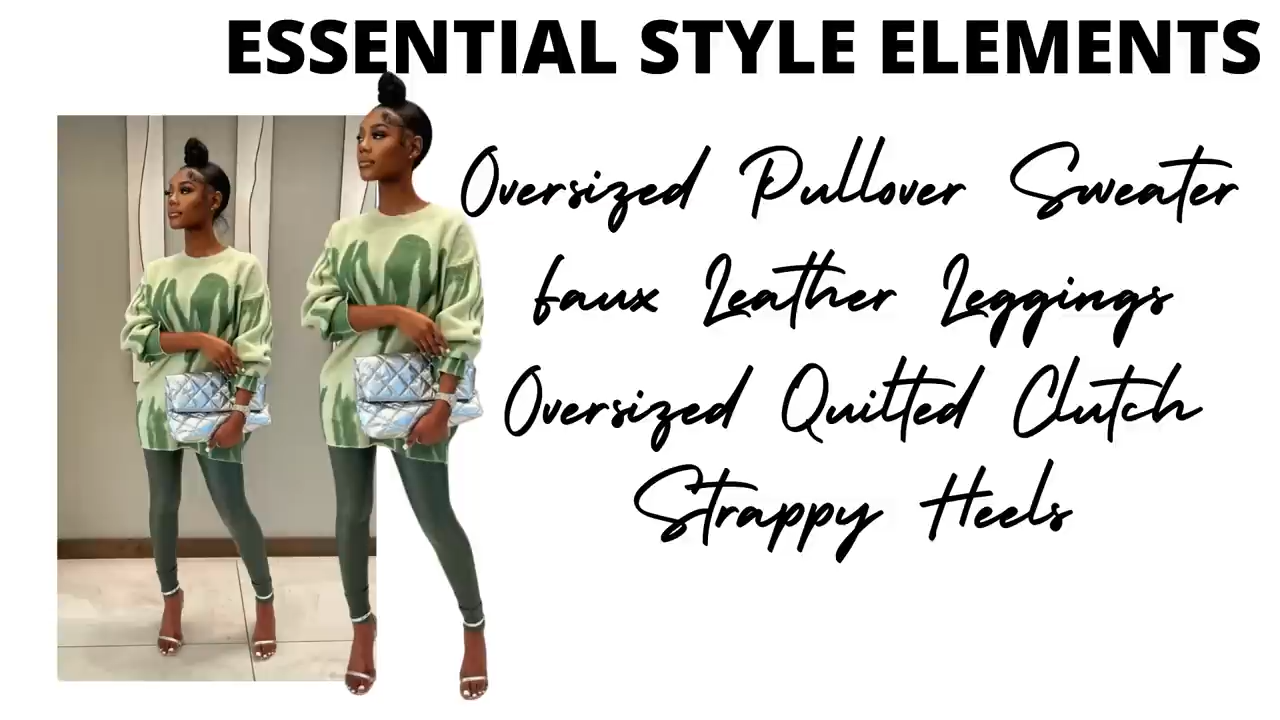 ESSENTIAL STYLE ELEMENTS
Oversized Pullover Sweater
faux Leather Leggings
Oversized Quilted Clutch
Strappy Heels